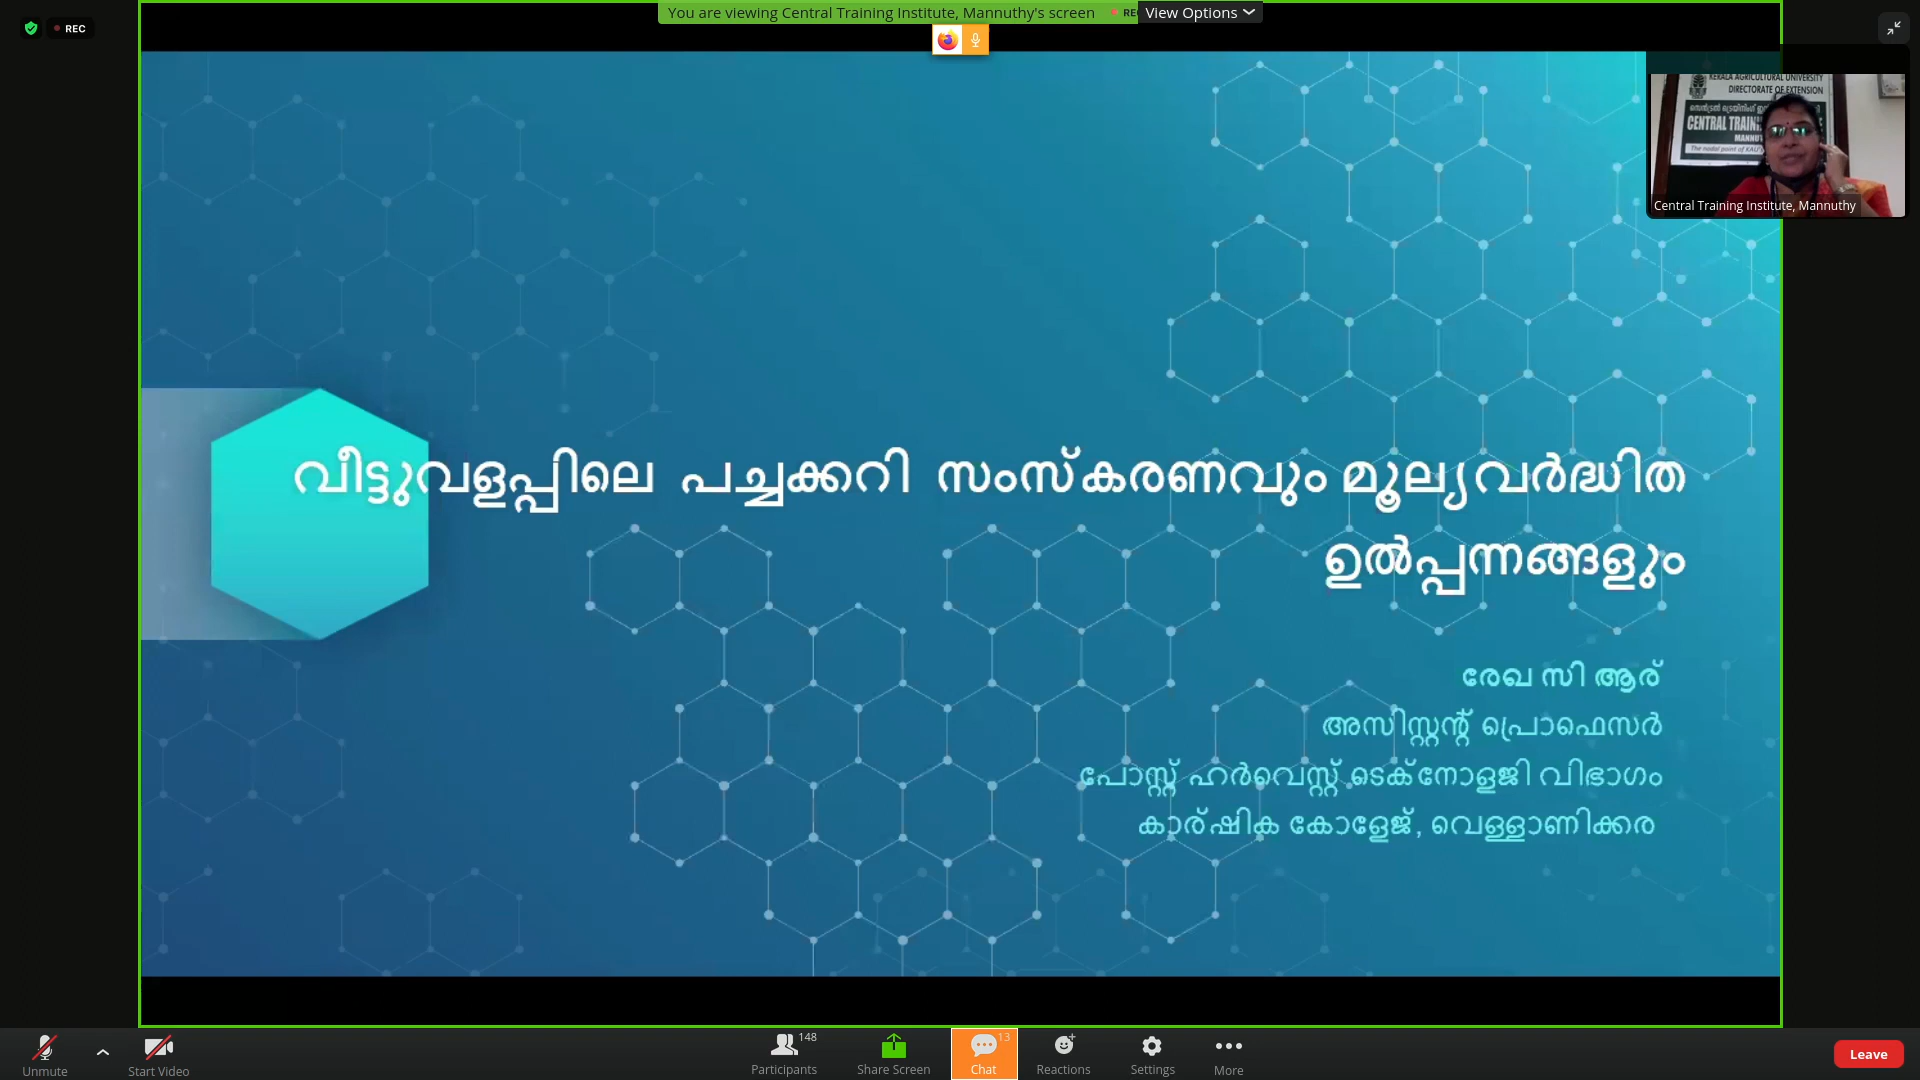 You are viewing Central Training Institute, Mannuthy's screen
View Options
REC
KERALA AGRICULTURAL UNIVERSITY
DIRECTORATE OF EXTENSION
CENTRAL
Central Training Institute, Mannuthy
വീട്ടുവളപ്പിലെ പച്ചക്കറി സംസ്കരണവും മൂല്യവർദ്ധിത
ഉൽപ്പന്നങ്ങളും
രേഖ സി ആര്
അസിസ്റ്റന്റ് പ്രൊഫെസർ
പോസ്റ്റ് ഹർവെസ്റ്റ് ടെക്നോളജി വിഭാഗം
കാര്ഷിക കോളേജ്, വെള്ളാണിക്കര
148
13
Unmute
Start Video
Participants
Share Screen
Chat
Reactions
Settings
More
Leave